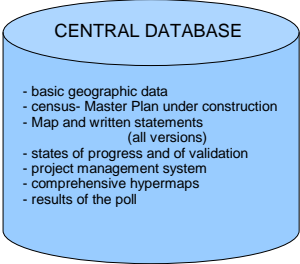 CENTRAL DATABASE
- basic geographic data
- census- Master Plan under construction
- Map and written statements
(all versions)
- states of progress and of validation
- project management system
- comprehensive hypermaps
- results of the poll